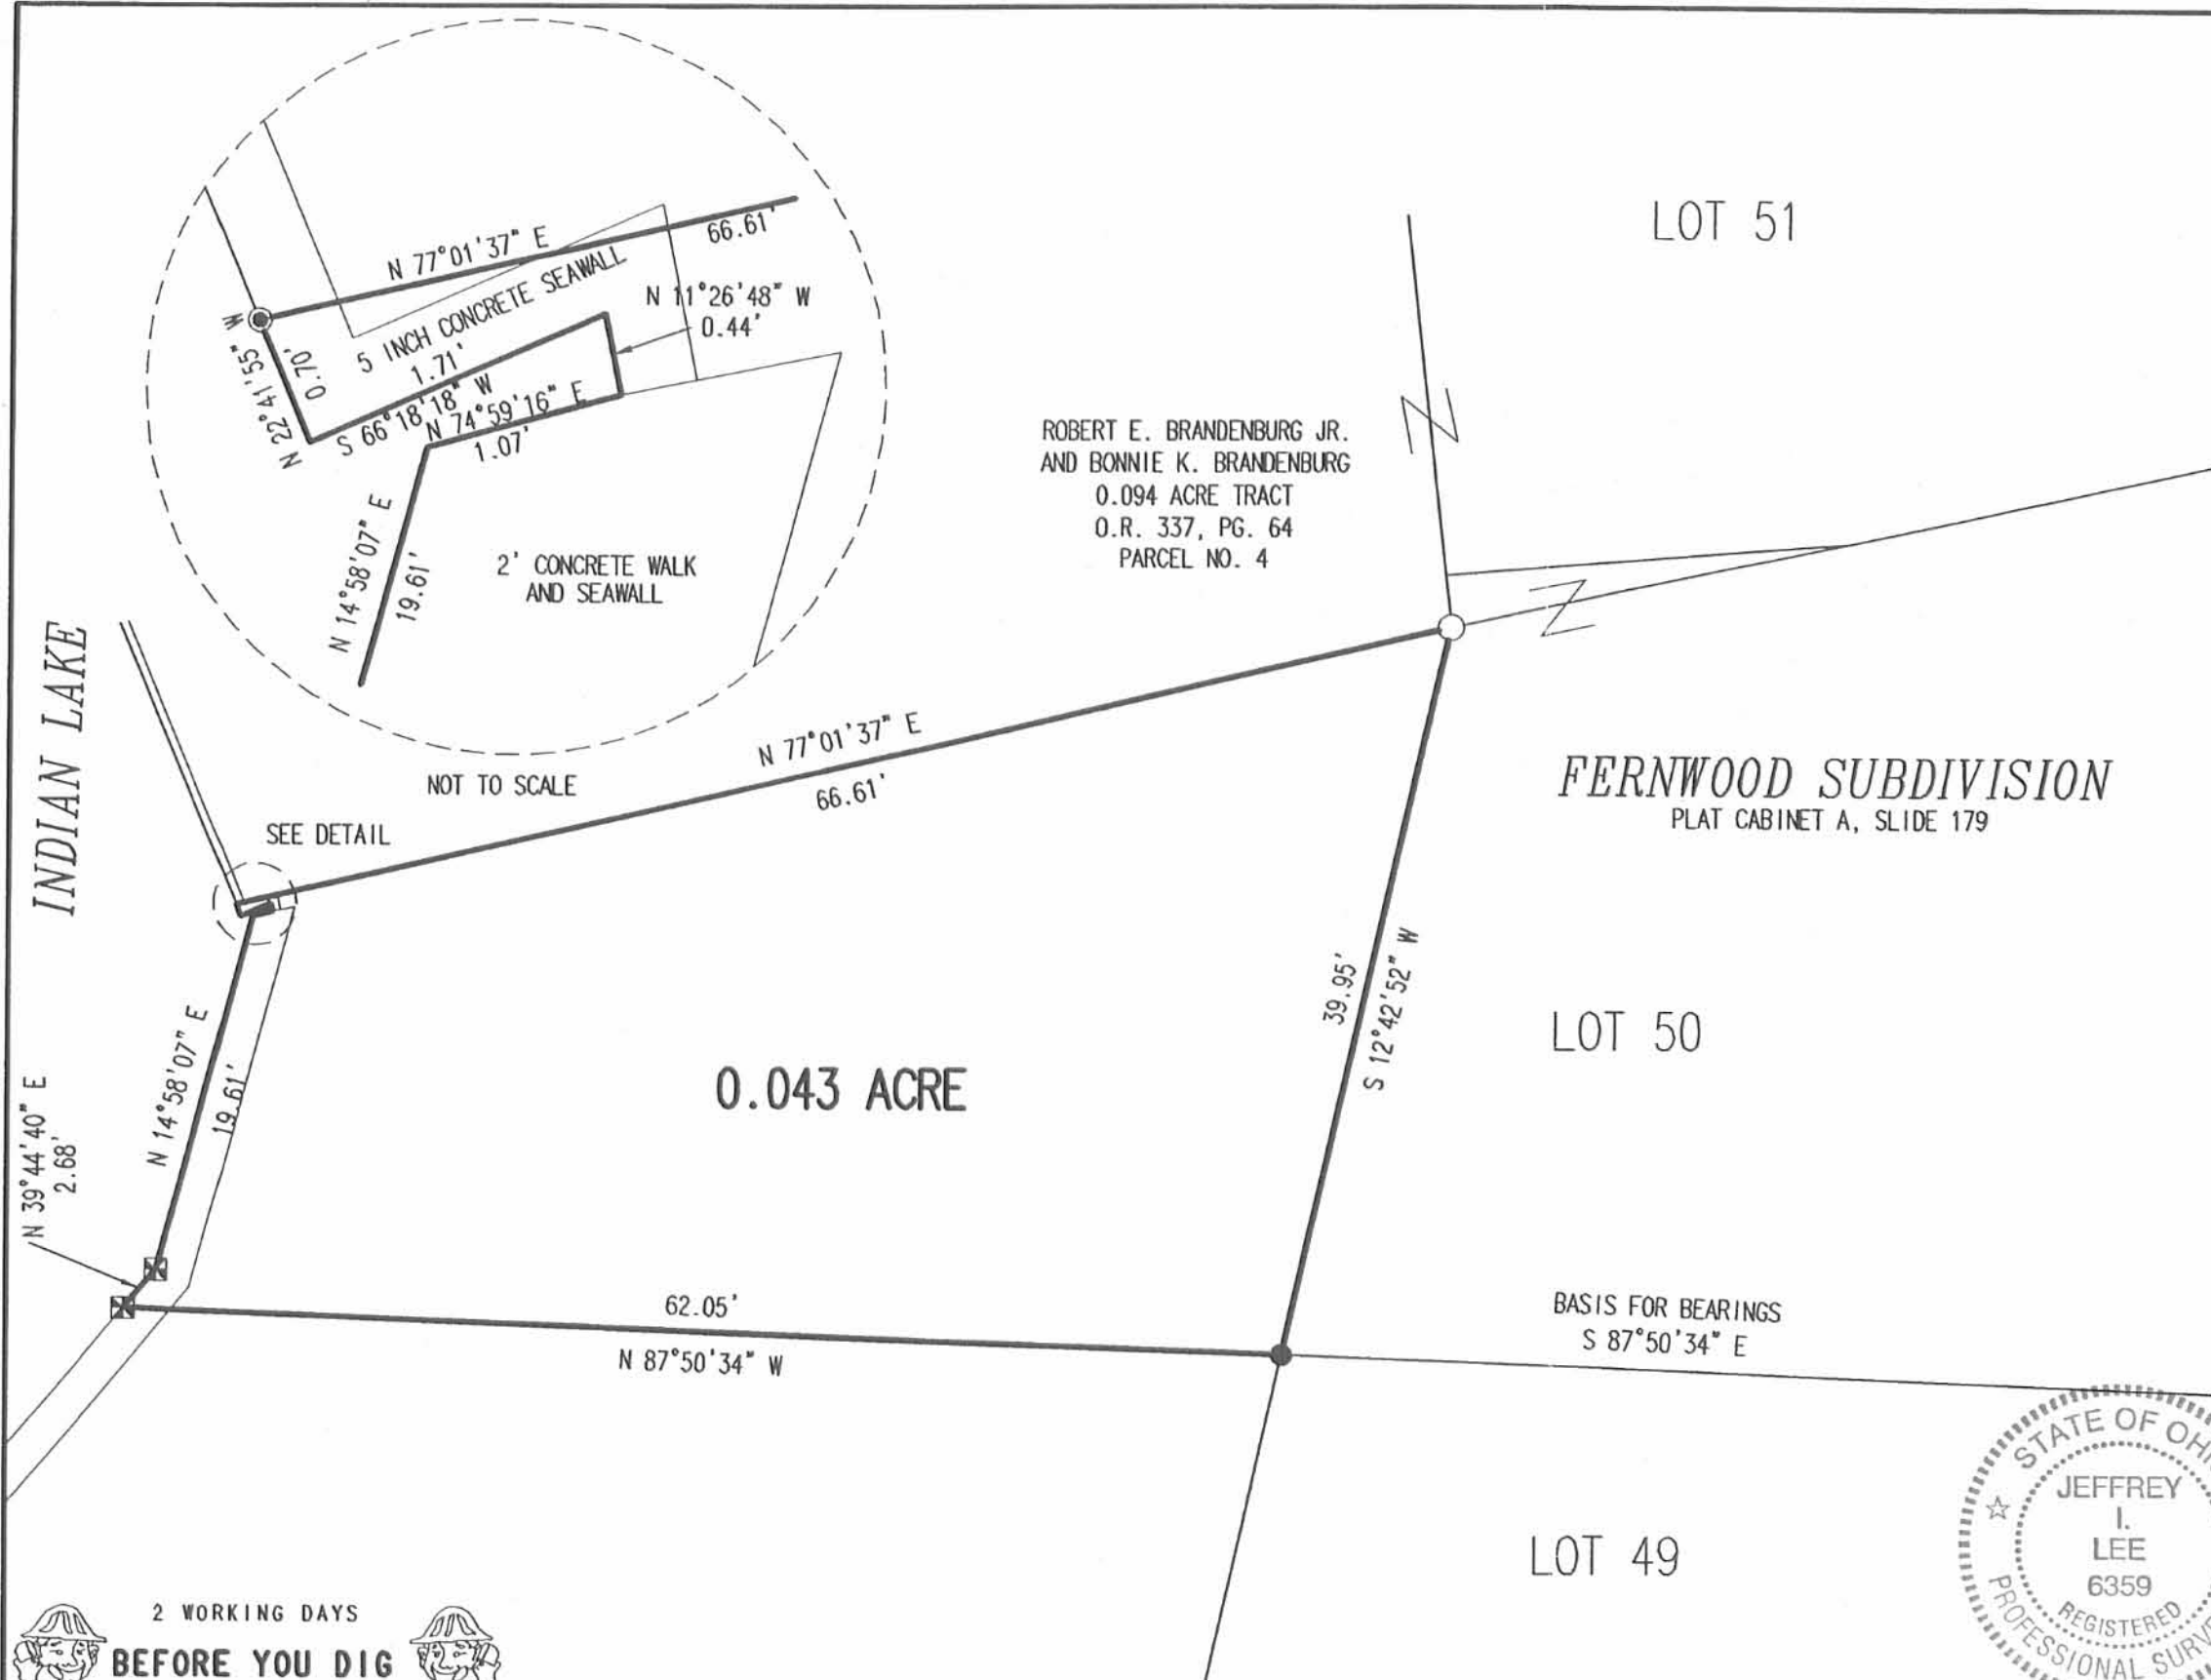 N 77°01'37" E
66.61'
5 INCH CONCRETE SEAWALL
N 11°26'48" W
0.44'
N 22°41'55" W
0.70'
1.71'
S 66°18'18" W
N 74°59'16" E
1.07'
N 14°58'07" E
19.61'
2' CONCRETE WALK
AND SEAWALL
NOT TO SCALE
LOT 51
ROBERT E. BRANDENBURG JR.
AND BONNIE K. BRANDENBURG
0.094 ACRE TRACT
O.R. 337, PG. 64
PARCEL NO. 4
Z
Z
INDIAN LAKE
SEE DETAIL
N 77°01'37" E
66.61'
FERNWOOD SUBDIVISION
PLAT CABINET A, SLIDE 179
39.95'
S 12°42'52" W
LOT 50
0.043 ACRE
N 14°58'07" E
19.61'
N 39°44'40" E
2.68'
62.05'
N 87°50'34" W
BASIS FOR BEARINGS
S 87°50'34" E
LOT 49
STATE OF OHI
JEFFREY
I.
LEE
6359
REGISTERED
PROFESSIONAL SURVE
2 WORKING DAYS
BEFORE YOU DIG